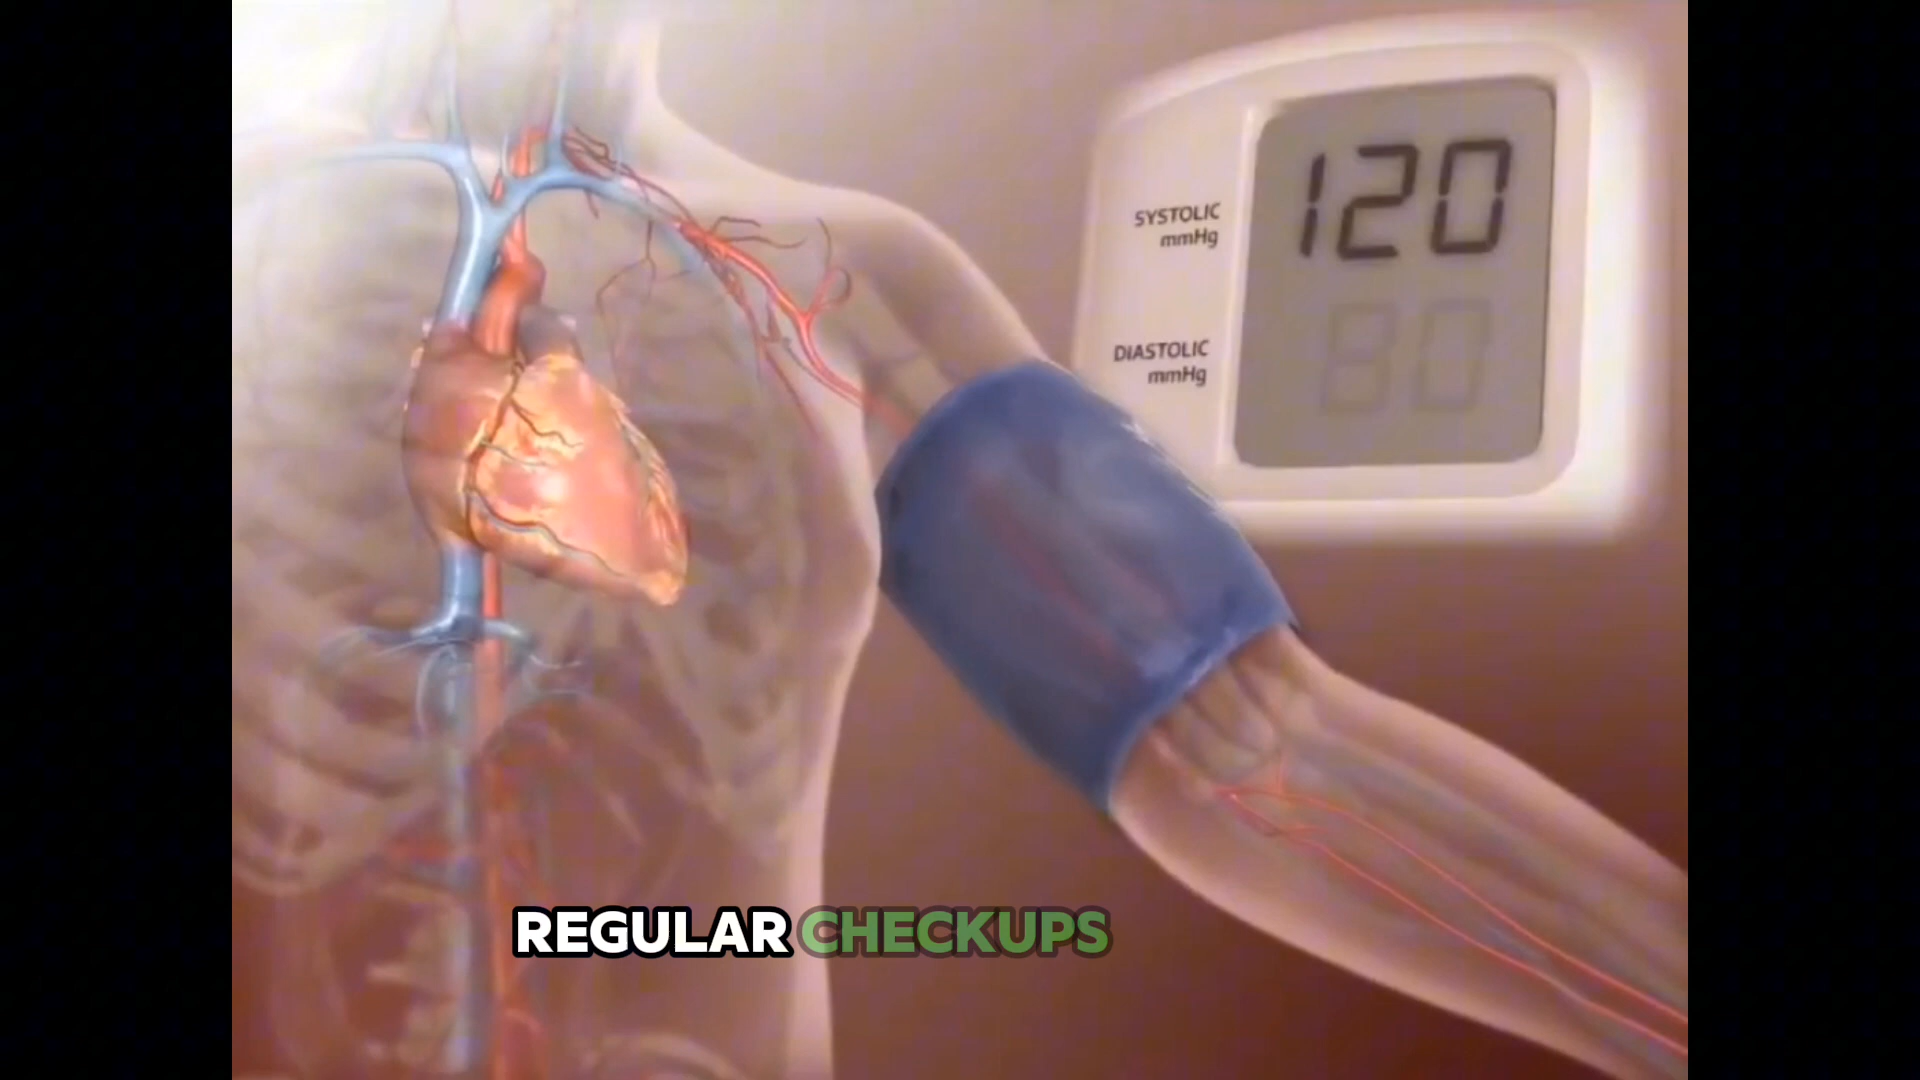 120
SYSTOLIC
mmHg
80
DIASTOLIC
mmHg
REGULAR CHECKUPS